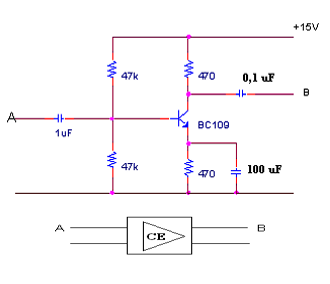 +15V
47k 470
0,1 uF
A
B
1uF
BC109
47k 470
100 uF
A CE B